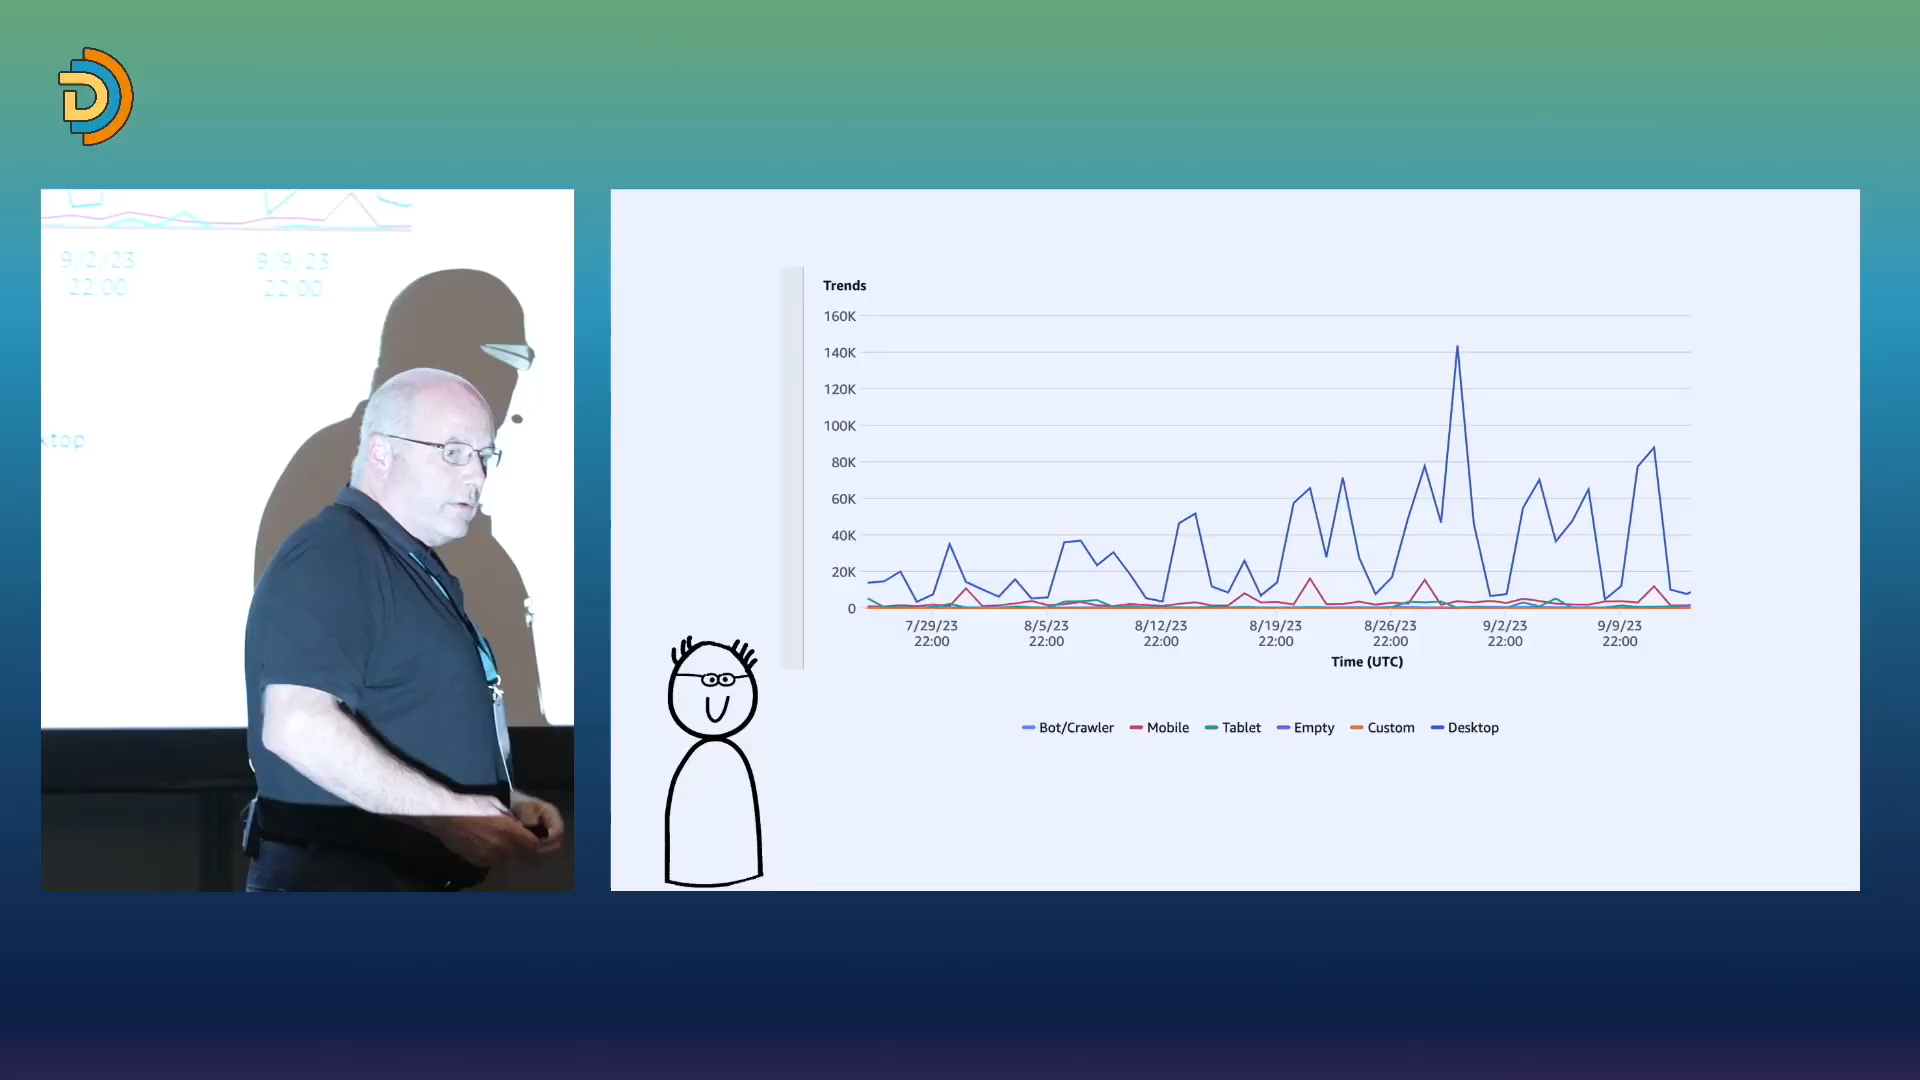 9/2/23 9/9/23
22:00 22:00
ktop
Trends
160K
140K
120K
100K
80K
60K
40K
20K
0
7/29/23 8/5/23 8/12/23 8/19/23 8/26/23 9/2/23 9/9/23
22:00 22:00 22:00 22:00 22:00 22:00 22:00
Time (UTC)
Bot/Crawler Mobile Tablet Empty Custom Desktop